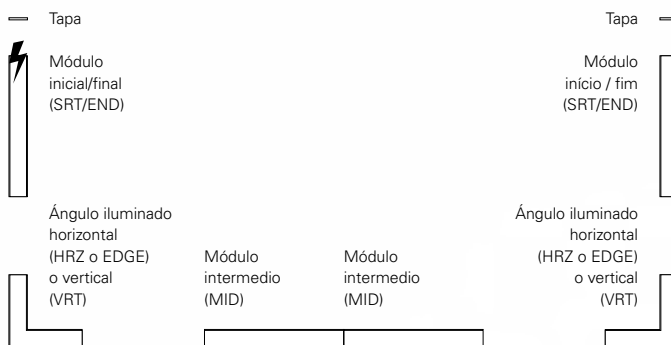 Tapa
Tapa
Módulo
inicial/final
(SRT/END)
Módulo
início / fim
(SRT/END)
Ángulo iluminado
horizontal
(HRZ o EDGE)
o vertical
(VRT)
Módulo
intermedio
(MID)
Módulo
intermedio
(MID)
Ángulo iluminado
horizontal
(HRZ o EDGE)
o vertical
(VRT)